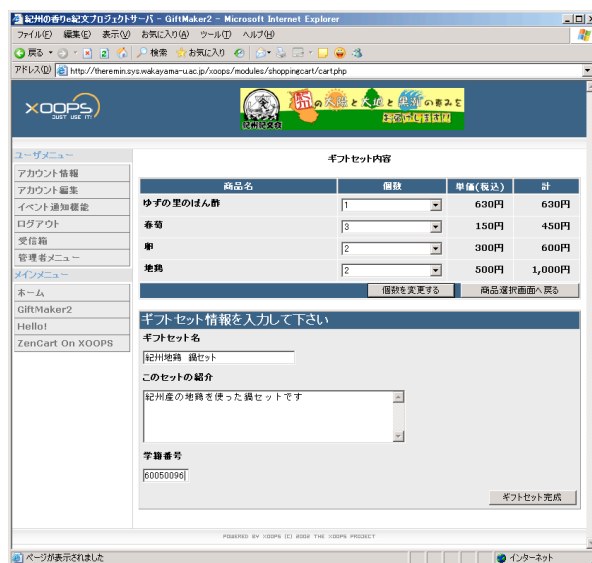 紀州の香りe紀文プロジェクトサーバ - GiftMaker2 - Microsoft Internet Explorer
ファイル(F) 編集(E) 表示(V) お気に入り(A) ツール(T) ヘルプ(H)
戻る 検索 お気に入り
アドレス(D) http://theremin.sys.wakayama-u.ac.jp/xoops/modules/shoppingcart/cart.php
XOOPS
JUST USE IT!
の太陽と大地と の恵みを
ユーザメニュー
アカウント情報
アカウント編集
イベント通知機能
ログアウト
受信箱
管理者メニュー
メインメニュー
ホーム
GiftMaker2
Hello!
ZenCart On XOOPS
ギフトセット内容
商品名 個数 単価(税込) 計
ゆずの里のぽん酢 1 630円 630円
春菊 3 150円 450円
卵 2 300円 600円
地鶏 2 500円 1,000円
個数を変更する 商品選択画面へ戻る
ギフトセット情報を入力して下さい
ギフトセット名
紀州地鶏 鍋セット
このセットの紹介
紀州産の地鶏を使った鍋セットです
学籍番号
60050096
ギフトセット完成
POWERED BY XOOPS (C) 2002 THE XOOPS PROJECT
ページが表示されました インターネット